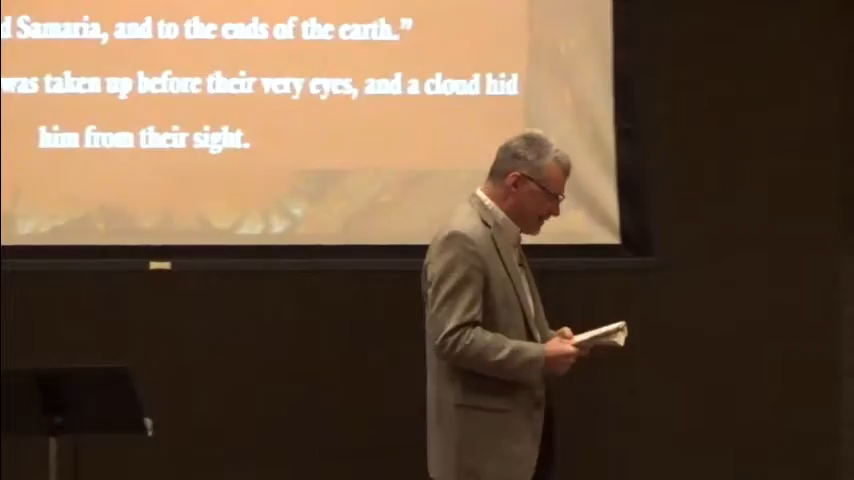 d Samaria, and to the ends of the earth.”
was taken up before their very eyes, and a cloud hid
him from their sight.